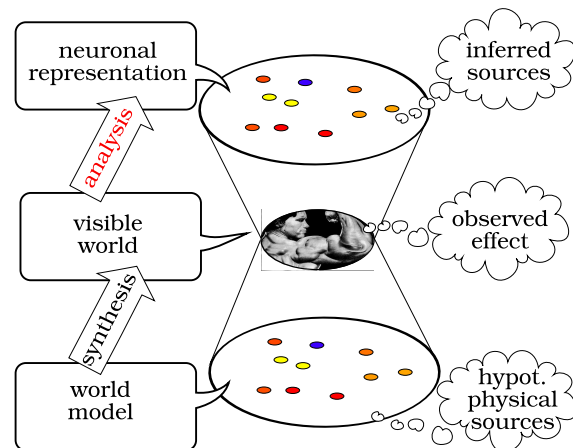 neuronal
representation
inferred
sources
analysis
visible
world
observed
effect
synthesis
world
model
hypot.
physical
sources